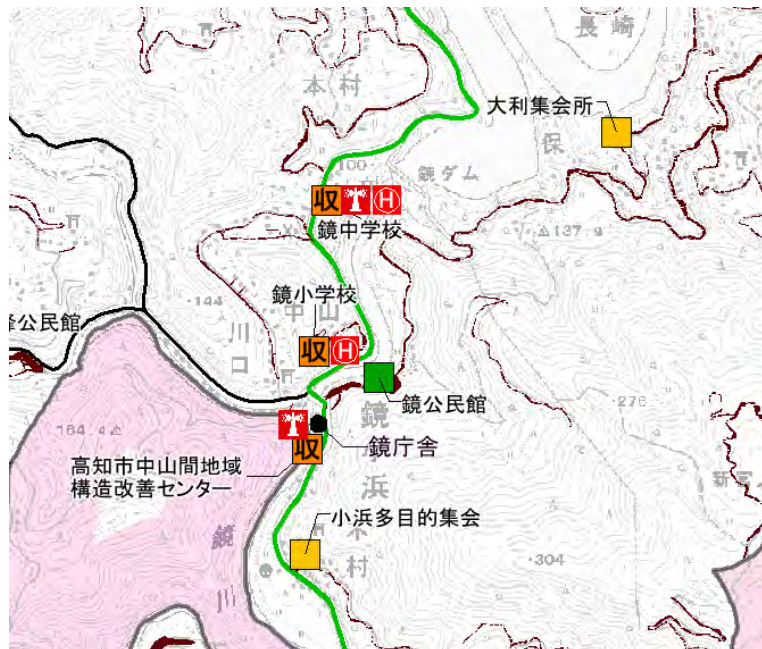 長崎
本村
大利集会所
保
鏡ダム
100
収
H
鏡中学校
137
鏡小学校
中山
144
川口
公民館
収
H
鏡公民館
276
164.4
鏡庁舎
収
高知市中山間地域
構造改善センター
鏡
浜
小浜多目的集会
村
304
鏡
川